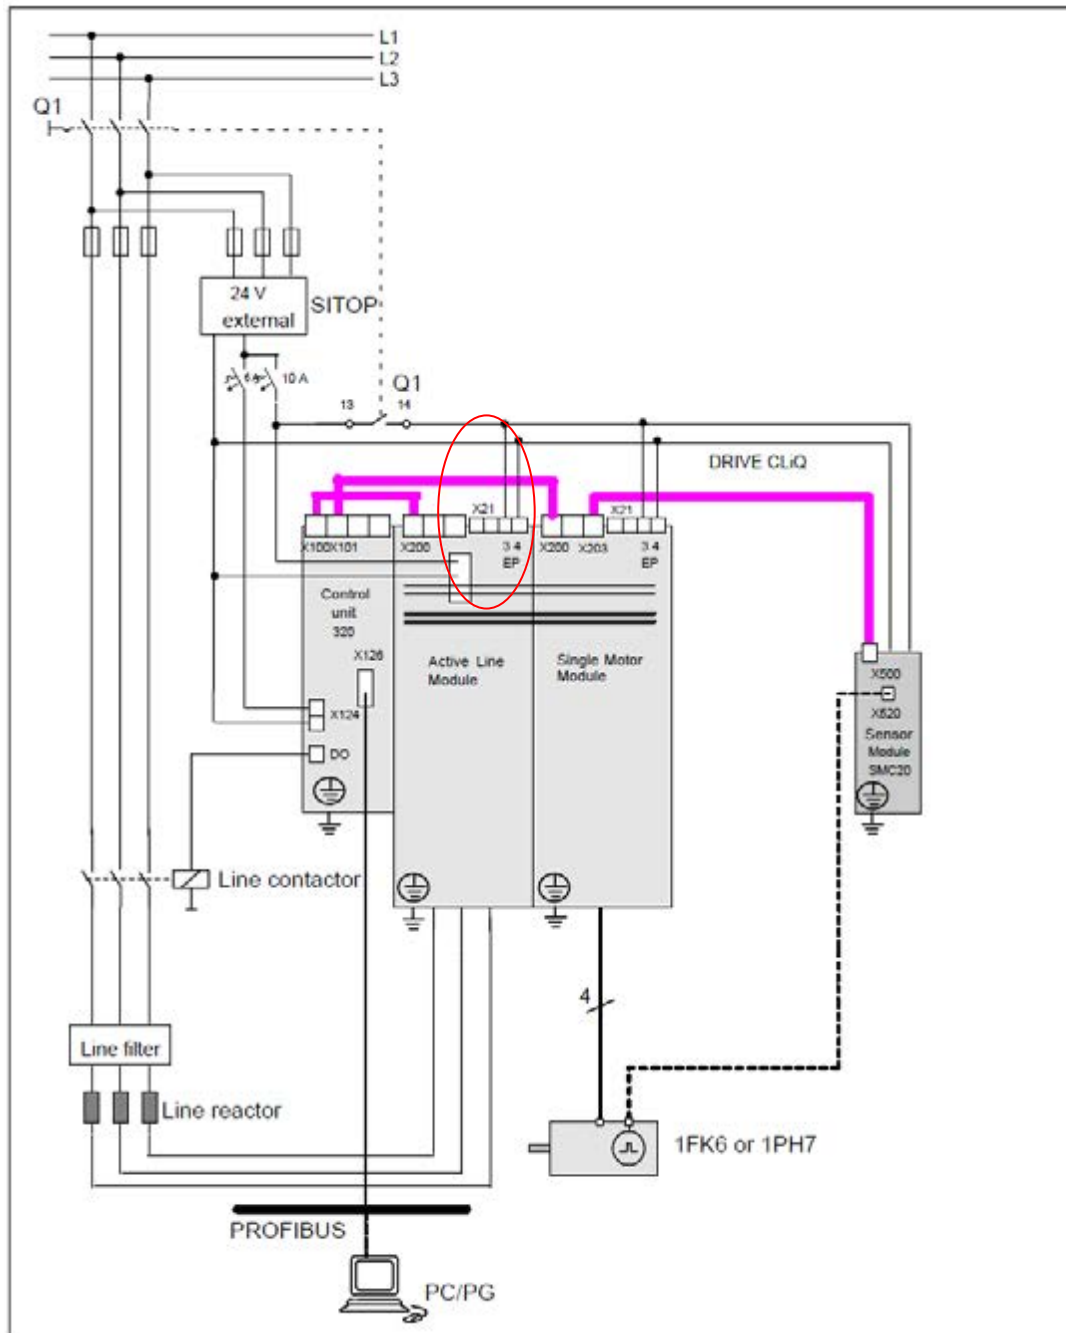 L1
L2
L3
Q1
24 V
external
SITOP
10 A
Q1
13
14
DRIVE CLiQ
X21
X21
X100X101
X200
3 4
EP
X200
X203
3 4
EP
Control
unit
320
X126
Active Line
Module
Single Motor
Module
X500
X520
Sensor
Module
SMC20
X124
DO
Line contactor
4
Line filter
Line reactor
1FK6 or 1PH7
PROFIBUS
PC/PG